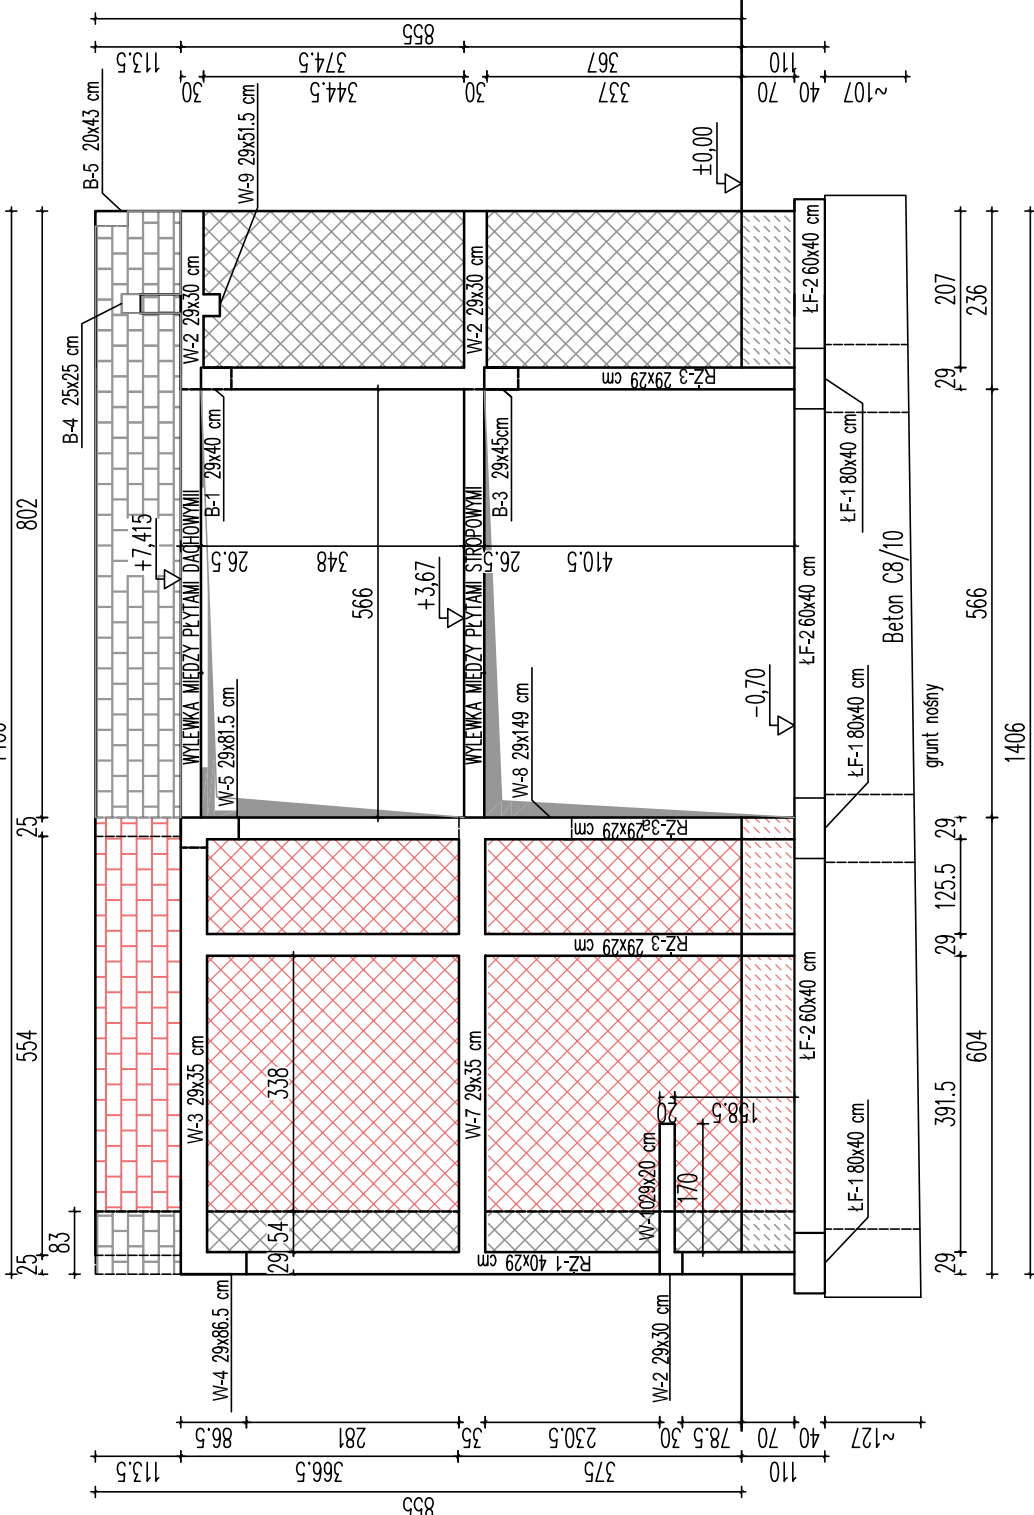 855
113.5
374.5
367
110
30
344.5
30
337
70
40
~107
B-5 20x43 cm
W-9 29x51.5 cm
±0,00
B-4 25x25 cm
W-2 29x30 cm
W-2 29x30 cm
ŁF-2 60x40 cm
207
236
29
RŻ-3 29x29 cm
B-1 29x40 cm
B-3 29x45cm
ŁF-1 80x40 cm
802
+7,415
WYLEWKA MIĘDZY PŁYTAMI DACHOWYMI
26.5
348
566
+3,67
WYLEWKA MIĘDZY PŁYTAMI STROPOWYMI
26.5
410.5
ŁF-2 60x40 cm
Beton C8/10
566
W-5 29x81.5 cm
W-8 29x149 cm
-0,70
ŁF-1 80x40 cm
grunt nośny
1406
25
RŻ-3a 29x29 cm
29
125.5
RŻ-3 29x29 cm
29
554
W-3 29x35 cm
338
W-7 29x35 cm
20
158.5
ŁF-2 60x40 cm
604
391.5
W-10 29x20 cm
170
ŁF-1 80x40 cm
83
25
29
54
RŻ-1 40x29 cm
29
W-4 29x86.5 cm
W-2 29x30 cm
86.5
281
35
230.5
30
78.5
70
40
~127
113.5
366.5
375
110
855